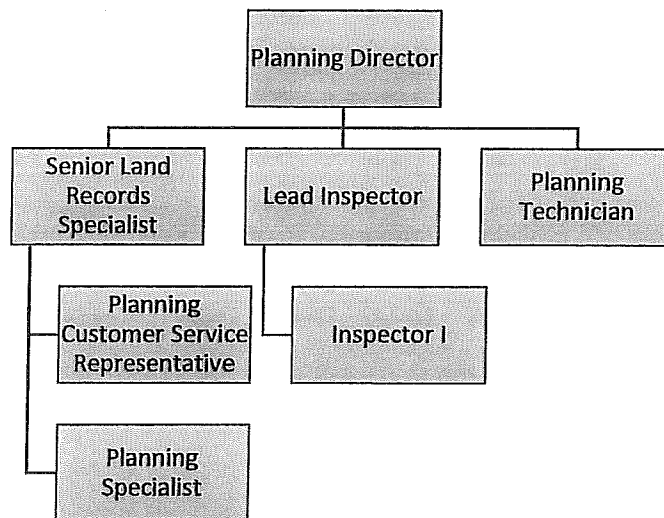 Planning Director
Senior Land
Records
Specialist
Lead Inspector
Planning
Technician
Planning
Customer Service
Representative
Inspector I
Planning
Specialist